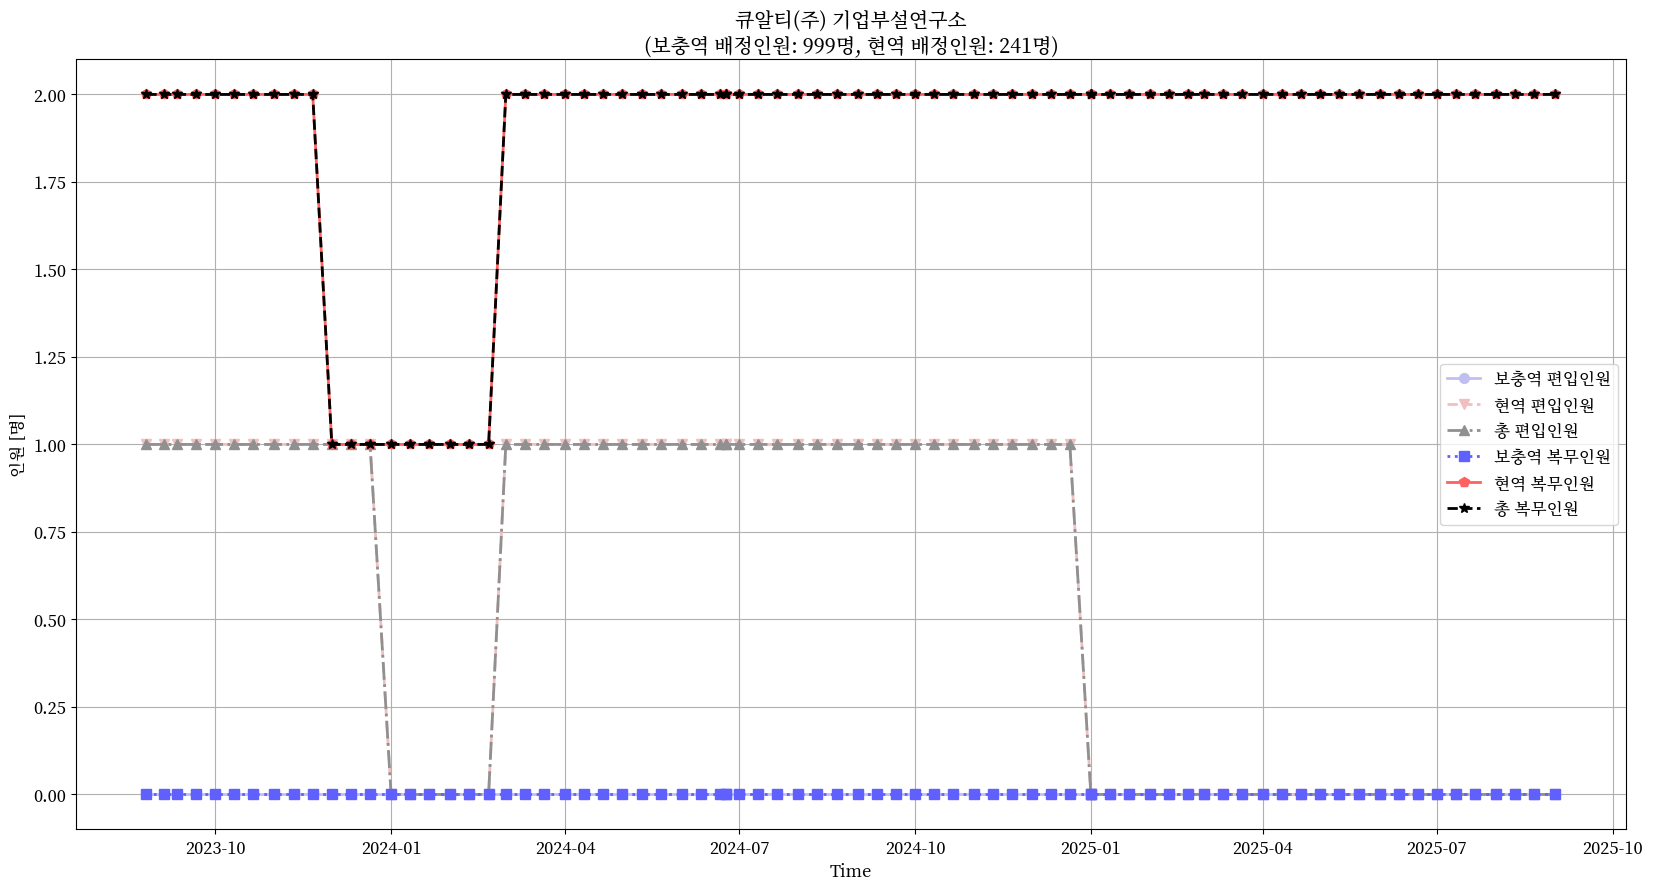 큐알티(주) 기업부설연구소
(보충역 배정인원: 999명, 현역 배정인원: 241명)
인원 [명]
2.00
1.75
1.50
1.25
1.00
0.75
0.50
0.25
0.00
보충역 편입인원
현역 편입인원
총 편입인원
보충역 복무인원
현역 복무인원
총 복무인원
2023-10
2024-01
2024-04
2024-07
2024-10
2025-01
2025-04
2025-07
2025-10
Time